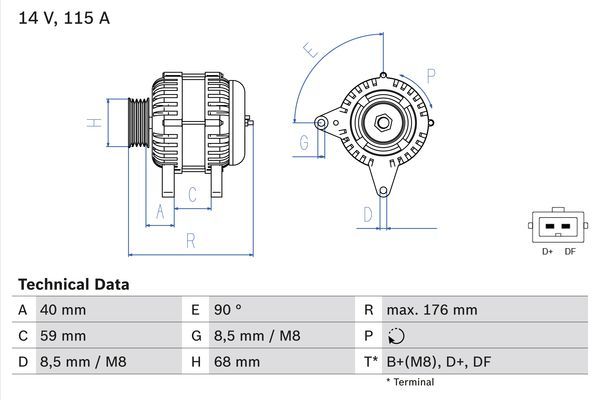 14 V, 115 A
E
P
H
G
A
C
D
R
D+ DF
Technical Data
A 40 mm E 90 ° R max. 176 mm
C 59 mm G 8,5 mm / M8 P
D 8,5 mm / M8 H 68 mm T* B+(M8), D+, DF
* Terminal